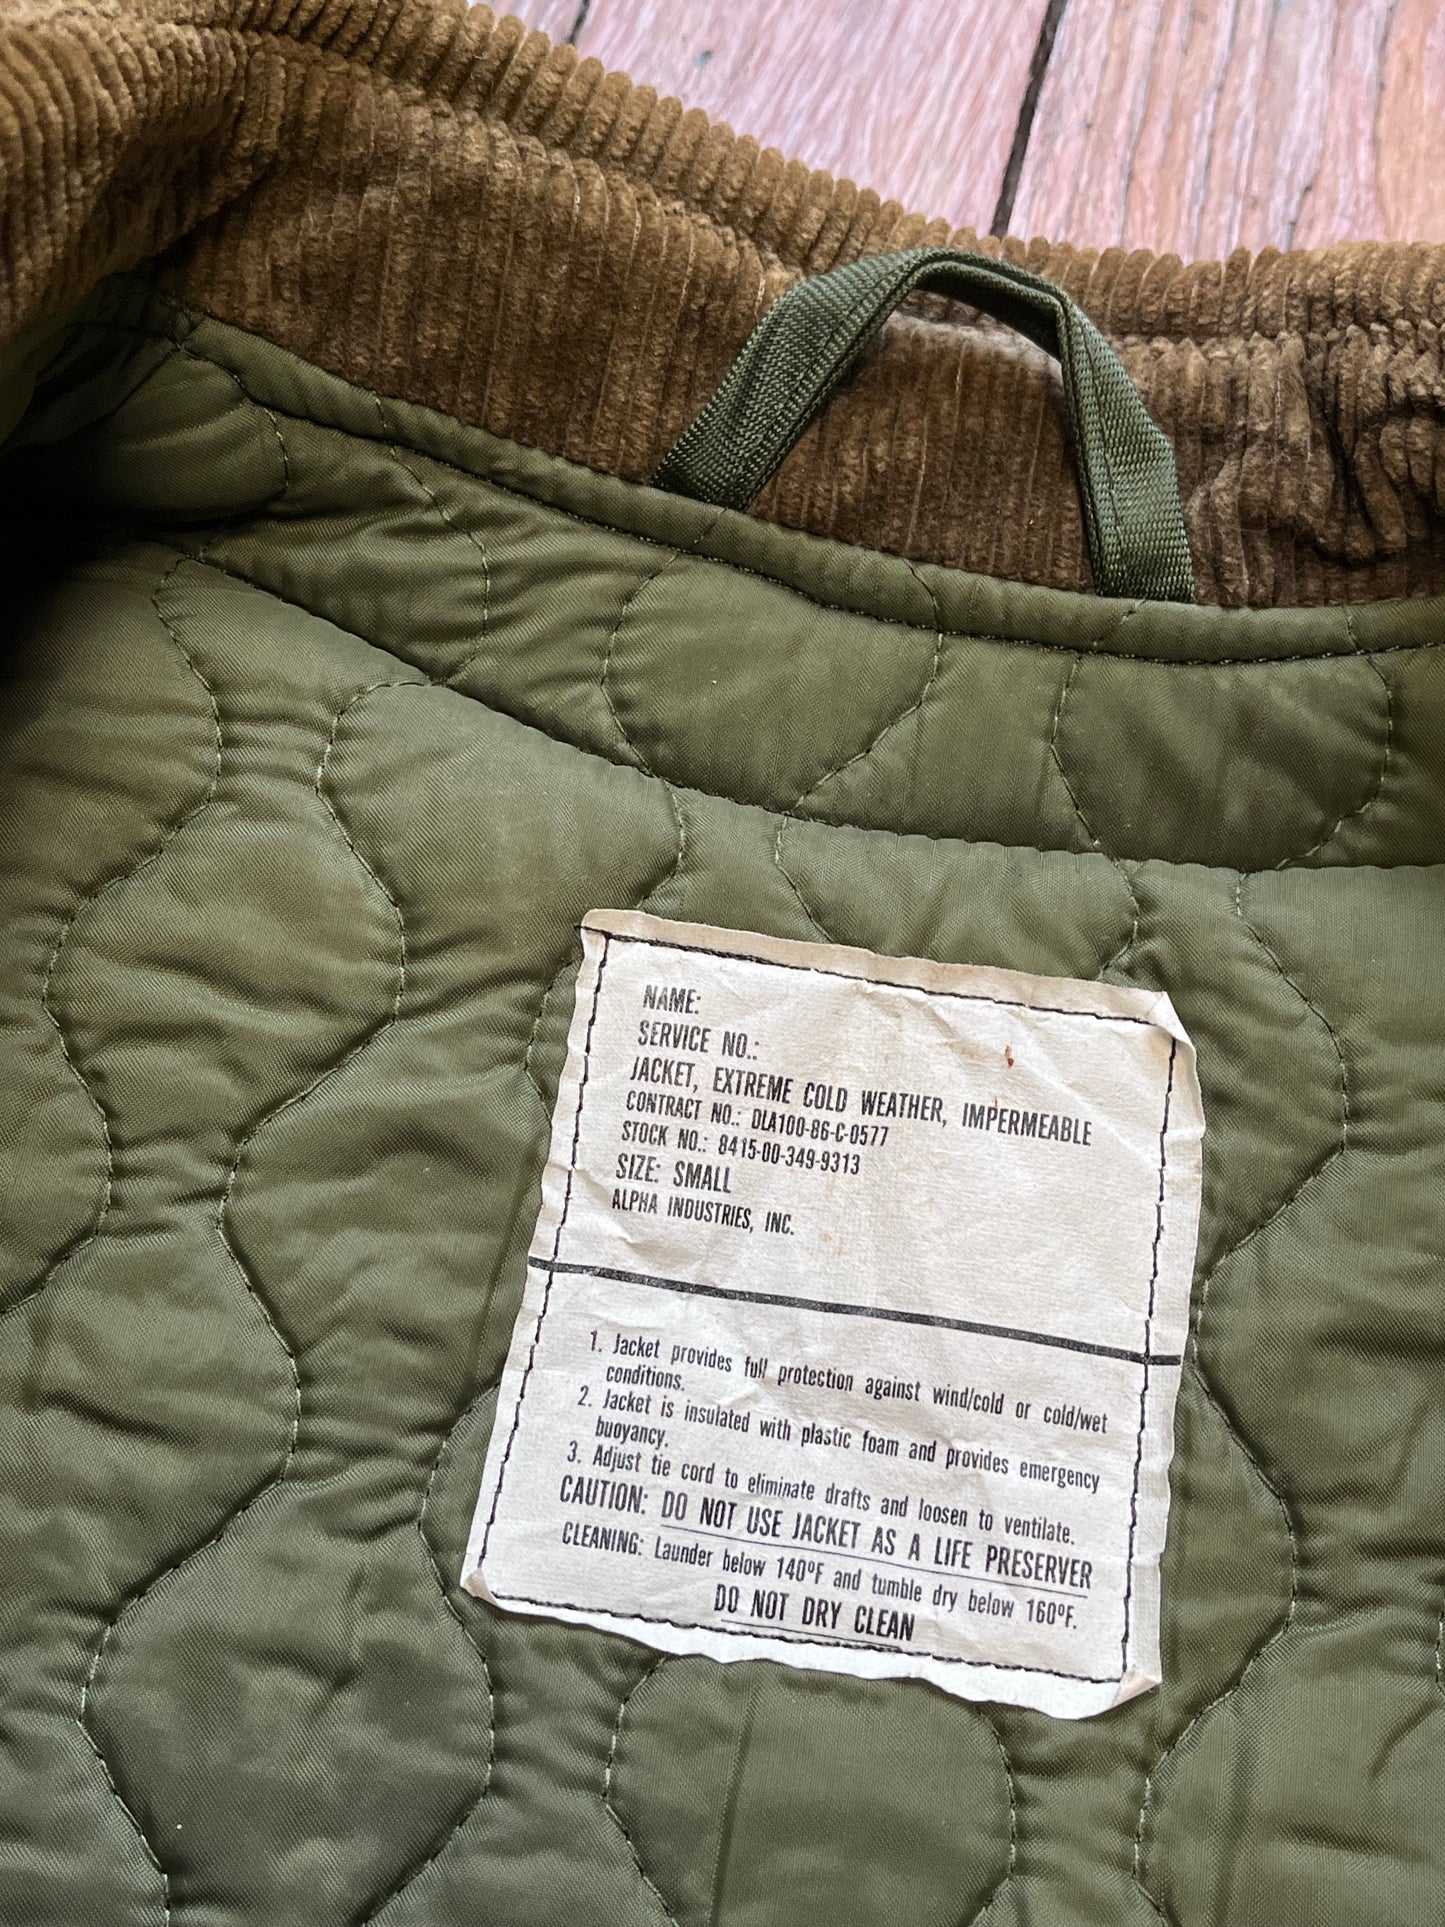 NAME:
SERVICE NO.:
JACKET, EXTREME COLD WEATHER, IMPERMEABLE
CONTRACT NO.: DLA100-86-C-0577
STOCK NO.: 8415-00-349-9313
SIZE: SMALL
ALPHA INDUSTRIES, INC.
1. Jacket provides full protection against wind/cold or cold/wet
conditions.
2. Jacket is insulated with plastic foam and provides emergency
buoyancy.
3. Adjust tie cord to eliminate drafts and loosen to ventilate.
CAUTION: DO NOT USE JACKET AS A LIFE PRESERVER
CLEANING: Launder below 140ºF and tumble dry below 160ºF.
DO NOT DRY CLEAN